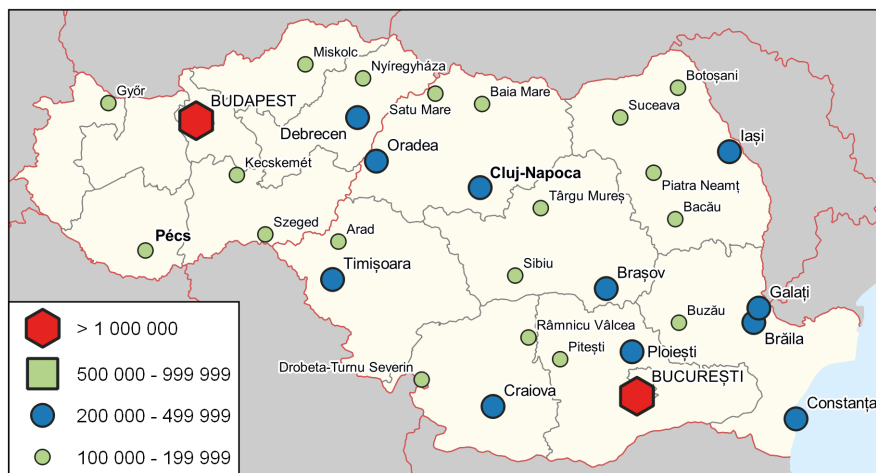 Miskolc
Nyíregyháza
Győr
BUDAPEST
Debrecen
Satu Mare
Baia Mare
Botoșani
Suceava
Iași
Oradea
Kecskemét
Cluj-Napoca
Târgu Mureș
Piatra Neamț
Bacău
Pécs
Szeged
Arad
Timișoara
Sibiu
Brașov
Galați
Brăila
Buzău
Râmnicu Vâlcea
Pitești
Ploiești
Drobeta-Turnu Severin
BUCUREȘTI
Craiova
Constanța
> 1 000 000
500 000 - 999 999
200 000 - 499 999
100 000 - 199 999